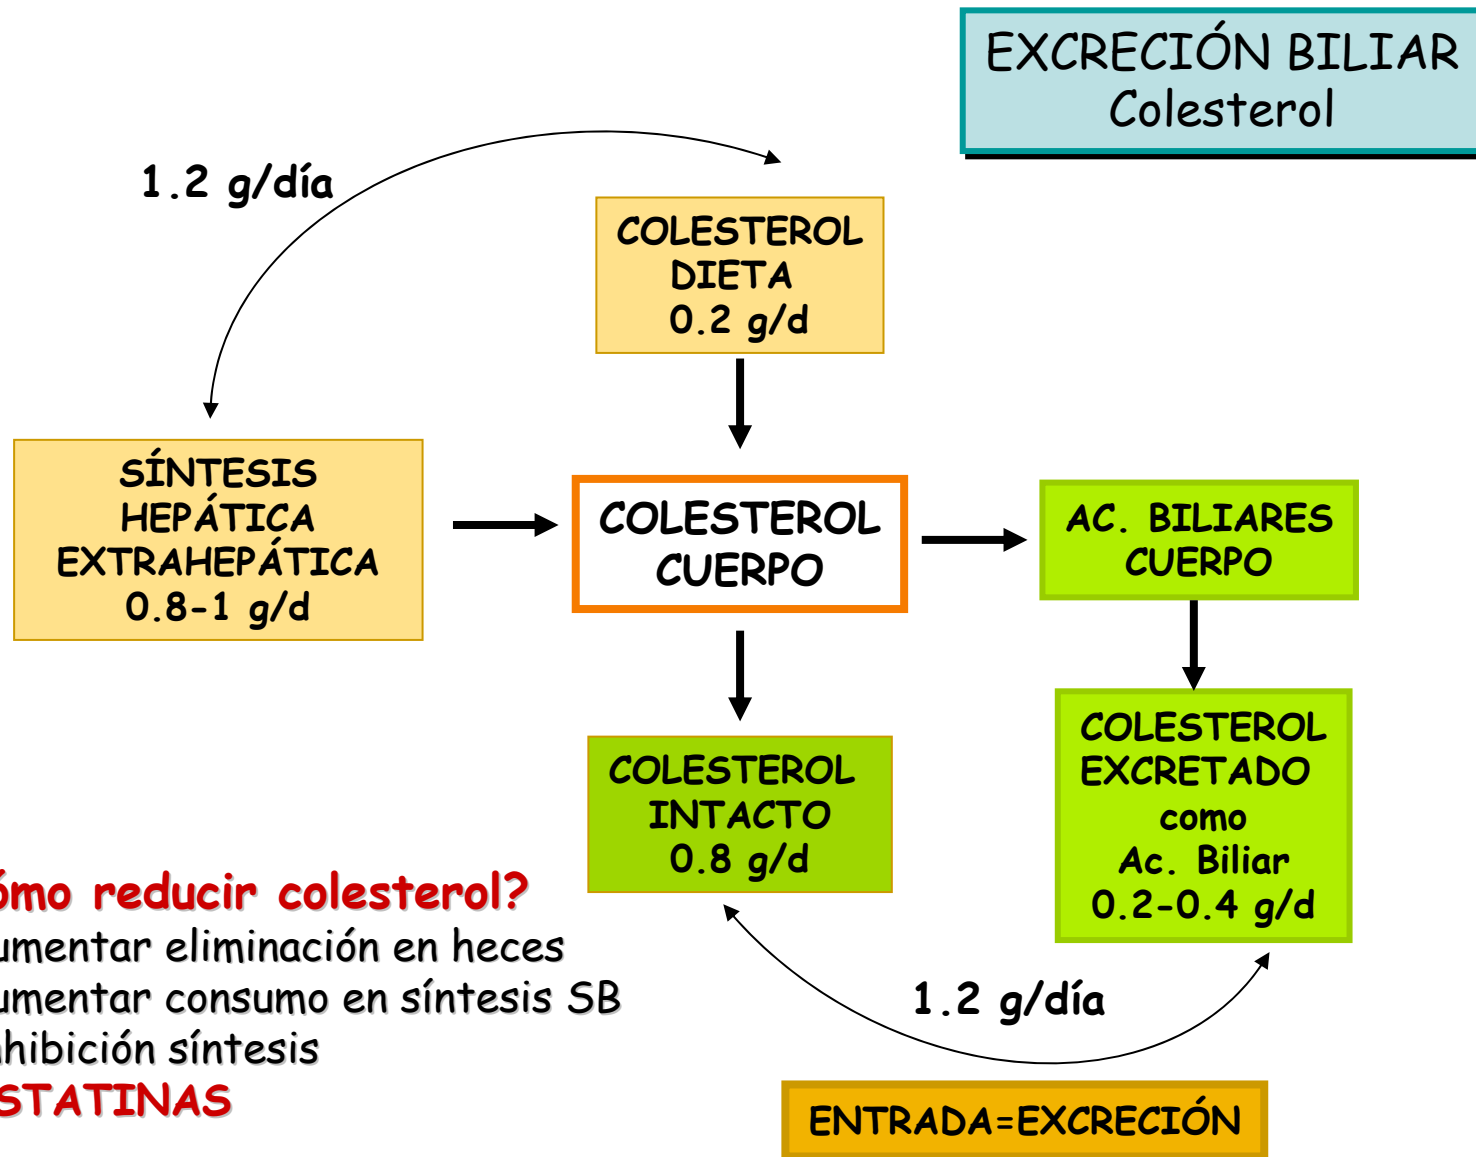 EXCRECIÓN BILIAR
Colesterol
1.2 g/día
COLESTEROL
DIETA
0.2 g/d
SÍNTESIS
HEPÁTICA
EXTRAHEPÁTICA
0.8-1 g/d
COLESTEROL
CUERPO
AC. BILIARES
CUERPO
COLESTEROL
INTACTO
0.8 g/d
COLESTEROL
EXCRETADO
como
Ac. Biliar
0.2-0.4 g/d
ómo reducir colesterol?
umentar eliminación en heces
umentar consumo en síntesis SB
nhibición síntesis
STATINAS
1.2 g/día
ENTRADA=EXCRECIÓN